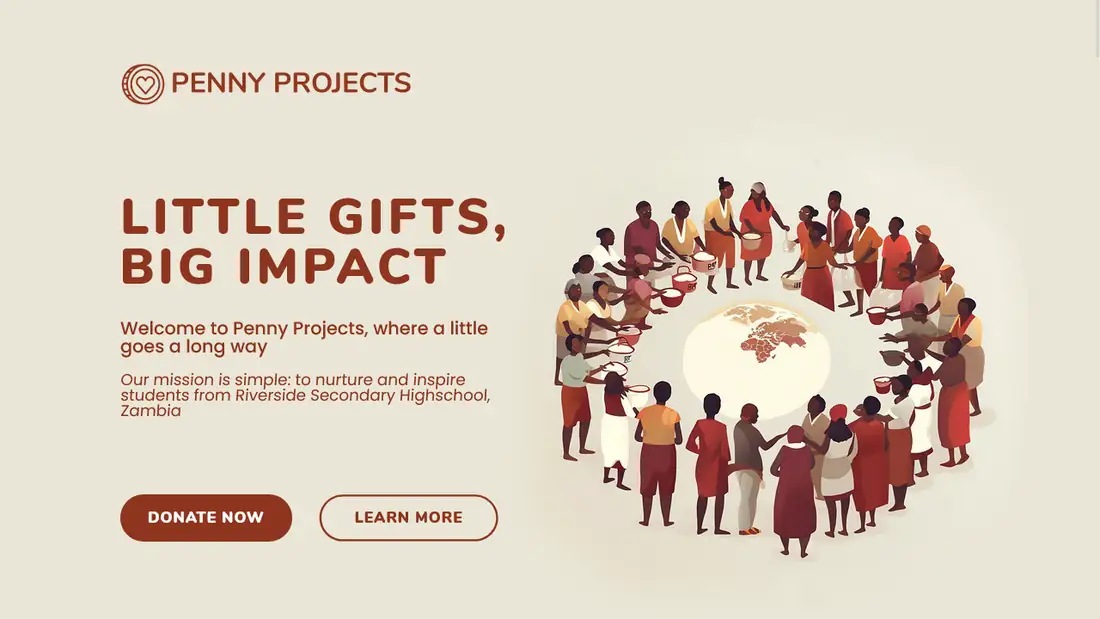 PENNY PROJECTS
LITTLE GIFTS,
BIG IMPACT
Welcome to Penny Projects, where a little
goes a long way
Our mission is simple: to nurture and inspire
students from Riverside Secondary Highschool,
Zambia
DONATE NOW
LEARN MORE